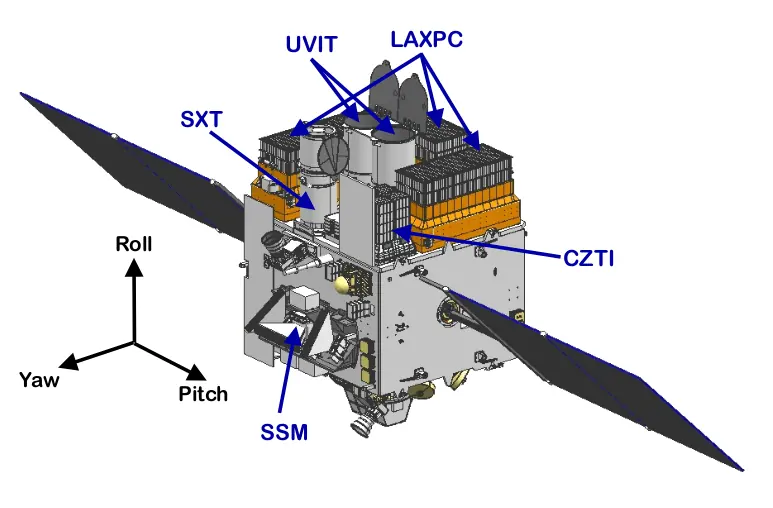 UVIT
LAXPC
SXT
Roll
CZTI
Yaw
Pitch
SSM